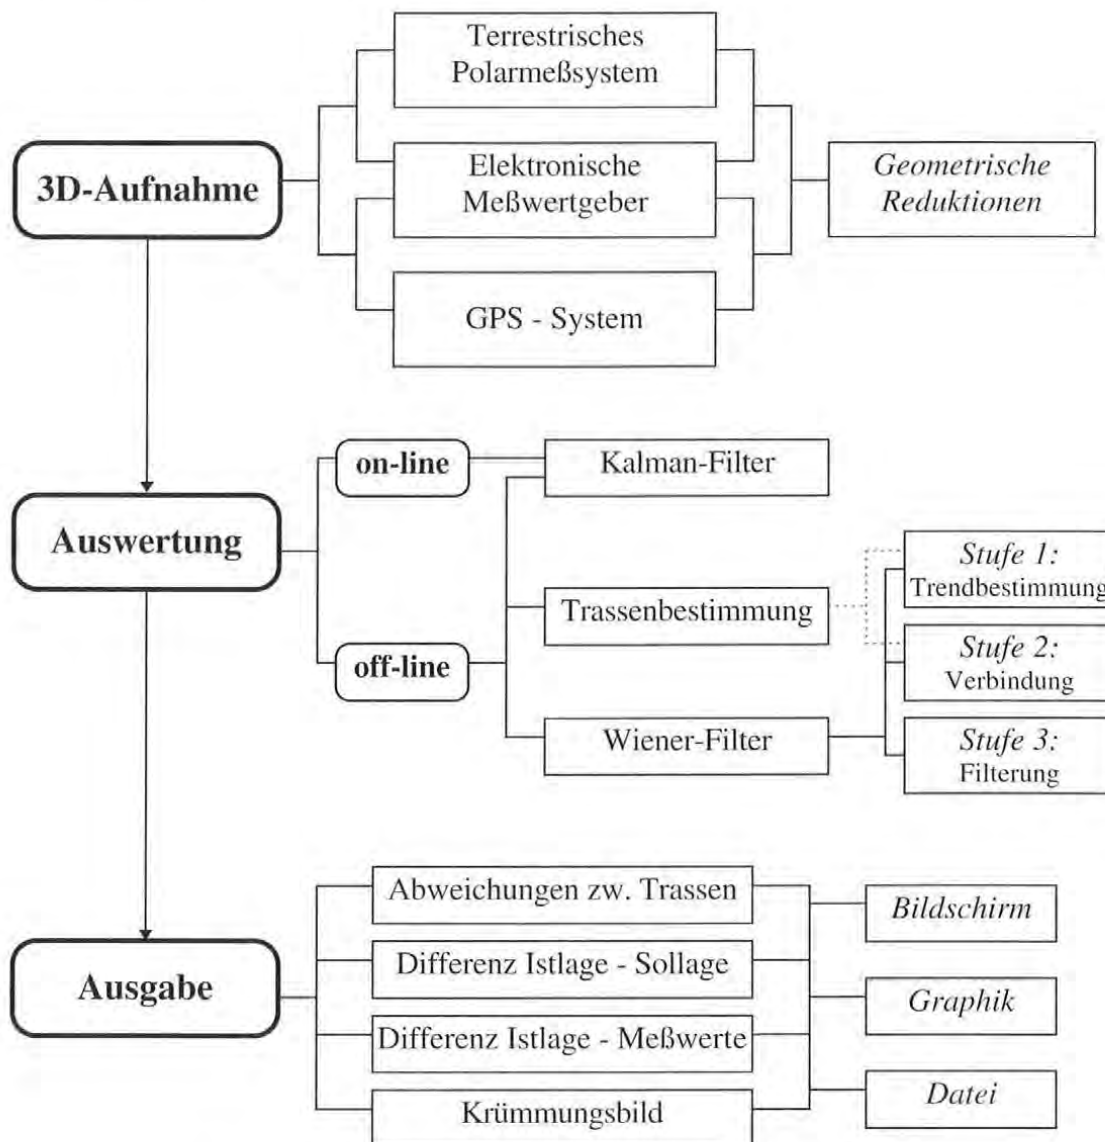 Terrestrisches
Polarmeßsystem
3D-Aufnahme
Elektronische
Meßwertgeber
Geometrische
Reduktionen
GPS - System
on-line
Kalman-Filter
Auswertung
Stufe 1:
Trendbestimmung
Trassenbestimmung
off-line
Stufe 2:
Verbindung
Wiener-Filter
Stufe 3:
Filterung
Abweichungen zw. Trassen
Bildschirm
Differenz Istlage - Sollage
Ausgabe
Graphik
Differenz Istlage - Meßwerte
Krümmungsbild
Datei